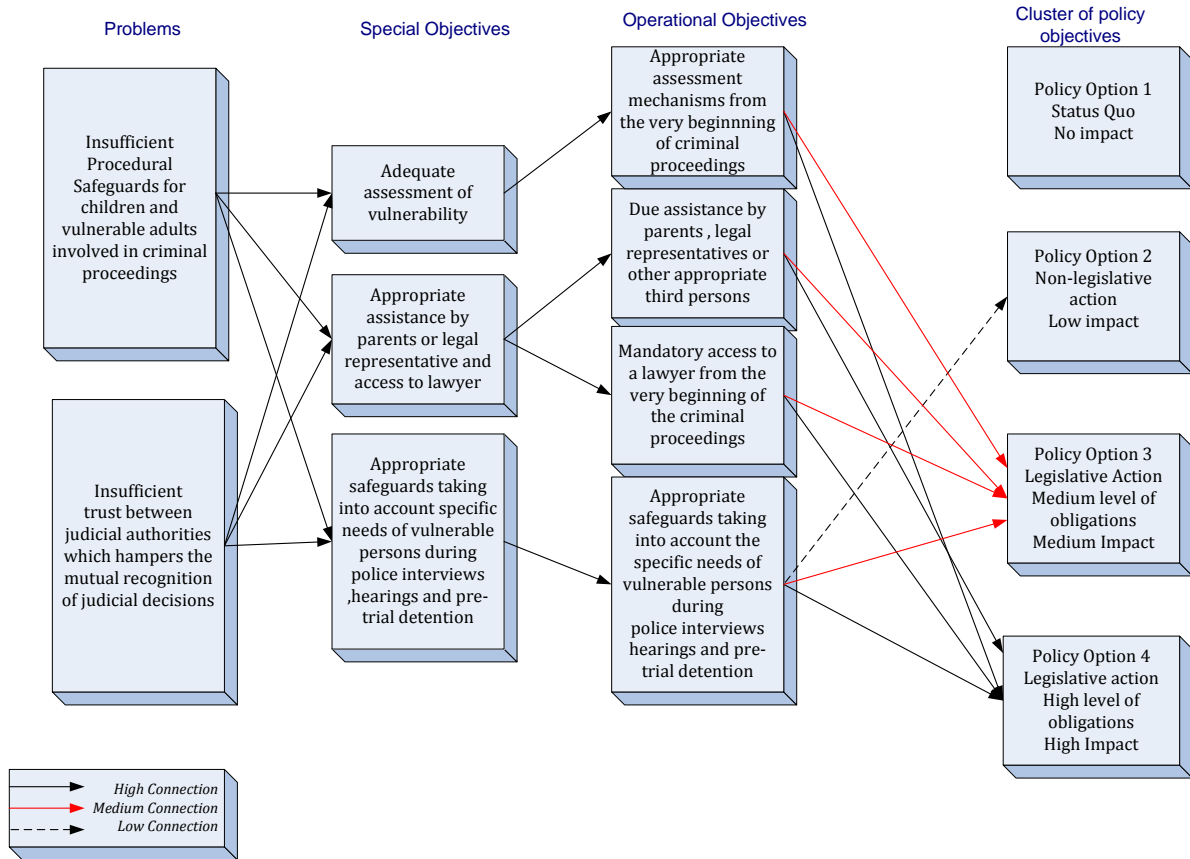 Problems
Special Objectives
Operational Objectives
Cluster of policy
objectives
Insufficient
Procedural
Safeguards for
children and
vulnerable adults
involved in criminal
proceedings
Insufficient
trust between
judicial authorities
which hampers the
mutual recognition
of judicial decisions
Adequate
assessment of
vulnerability
Appropriate
assistance by
parents or legal
representative and
access to lawyer
Appropriate
safeguards taking
into account specific
needs of vulnerable
persons during
police interviews
,hearings and pre-
trial detention
Appropriate
assessment
mechanisms from
the very beginnning
of criminal
proceedings
Due assistance by
parents , legal
representatives or
other appropriate
third persons
Mandatory access to
a lawyer from the
very beginning of
the criminal
proceedings
Appropriate
safeguards taking
into account the
specific needs of
vulnerable persons
during
police interviews
hearings and pre-
trial detention
Policy Option 1
Status Quo
No impact
Policy Option 2
Non-legislative
action
Low impact
Policy Option 3
Legislative Action
Medium level of
obligations
Medium Impact
Policy Option 4
Legislative action
High level of
obligations
High Impact
High Connection
Medium Connection
Low Connection